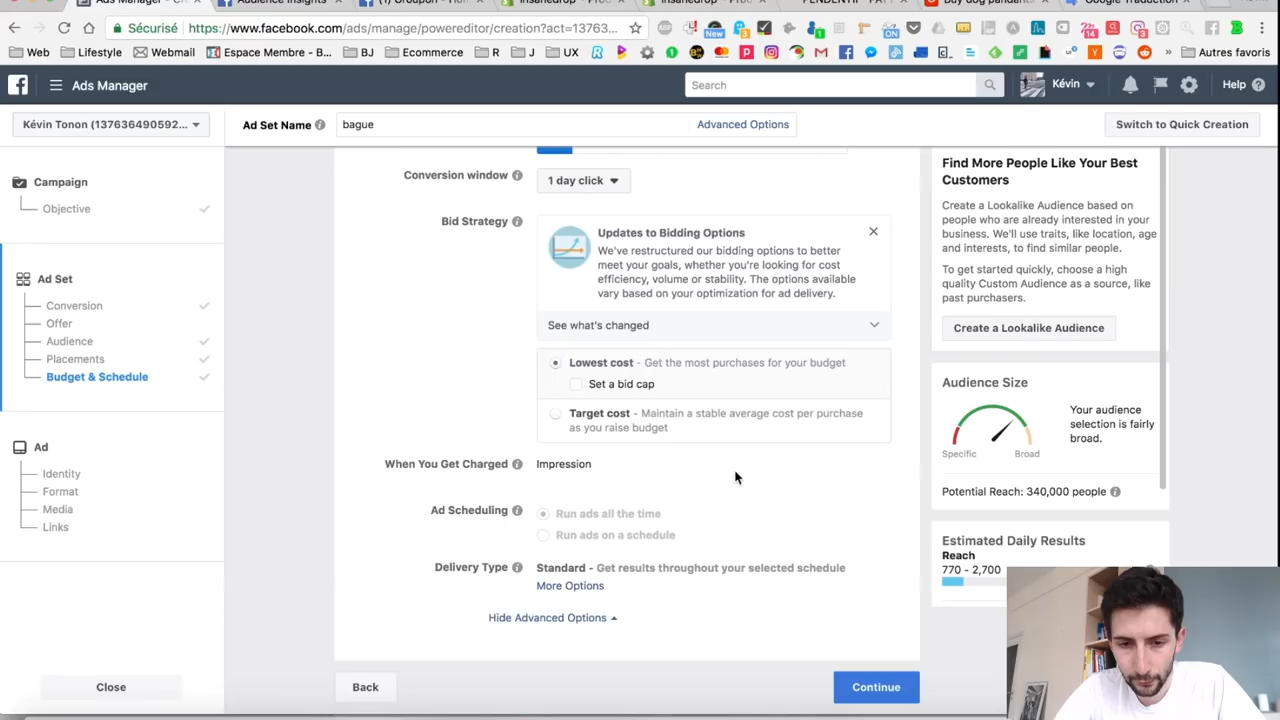 Sécurisé
https://www.facebook.com/ads/manage/powereditor/creation?act=13763...
Web
Lifestyle
Webmail
Espace Membre - B...
BJ
Ecommerce
R
J
UX
Autres favoris
Ads Manager
Search
Kévin
Help
Kévin Tonon (137636490592...
Ad Set Name
bague
Advanced Options
Switch to Quick Creation
Campaign
Objective
Ad Set
Conversion
Offer
Audience
Placements
Budget & Schedule
Ad
Identity
Format
Media
Links
Close
Conversion window
1 day click
Bid Strategy
Updates to Bidding Options
We've restructured our bidding options to better
meet your goals, whether you're looking for cost
efficiency, volume or stability. The options available
vary based on your optimization for ad delivery.
See what's changed
Lowest cost - Get the most purchases for your budget
Set a bid cap
Target cost - Maintain a stable average cost per purchase
as you raise budget
When You Get Charged
Impression
Ad Scheduling
Run ads all the time
Run ads on a schedule
Delivery Type
Standard - Get results throughout your selected schedule
More Options
Hide Advanced Options
Back
Continue
Find More People Like Your Best
Customers
Create a Lookalike Audience based on
people who are already interested in your
business. We'll use traits, like location, age
and interests, to find similar people.
To get started quickly, choose a high
quality Custom Audience as a source, like
past purchasers.
Create a Lookalike Audience
Audience Size
Your audience
selection is fairly
broad.
Specific
Broad
Potential Reach: 340,000 people
Estimated Daily Results
Reach
770 - 2,700